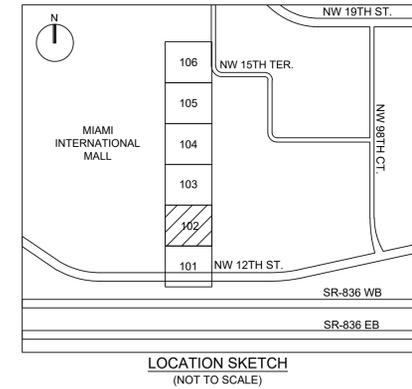 NW 19TH ST.
N
106
NW 15TH TER.
105
NW 98TH CT.
MIAMI
INTERNATIONAL
MALL
104
103
102
101
NW 12TH ST.
SR-836 WB
SR-836 EB
LOCATION SKETCH
(NOT TO SCALE)